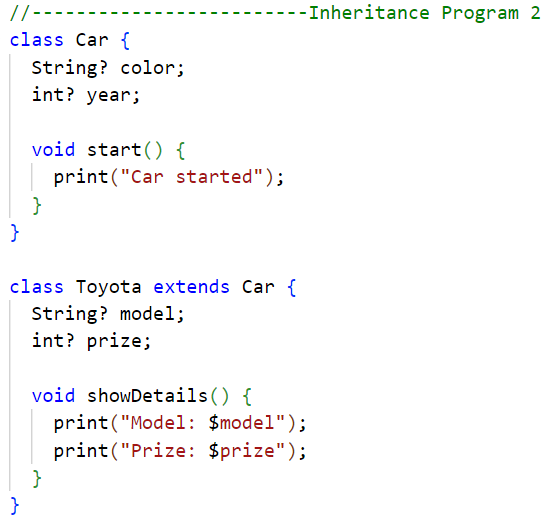 //-------------------------Inheritance Program 2
class Car {
  String? color;
  int? year;

  void start() {
    print("Car started");
  }
}

class Toyota extends Car {
  String? model;
  int? prize;

  void showDetails() {
    print("Model: $model");
    print("Prize: $prize");
  }
}